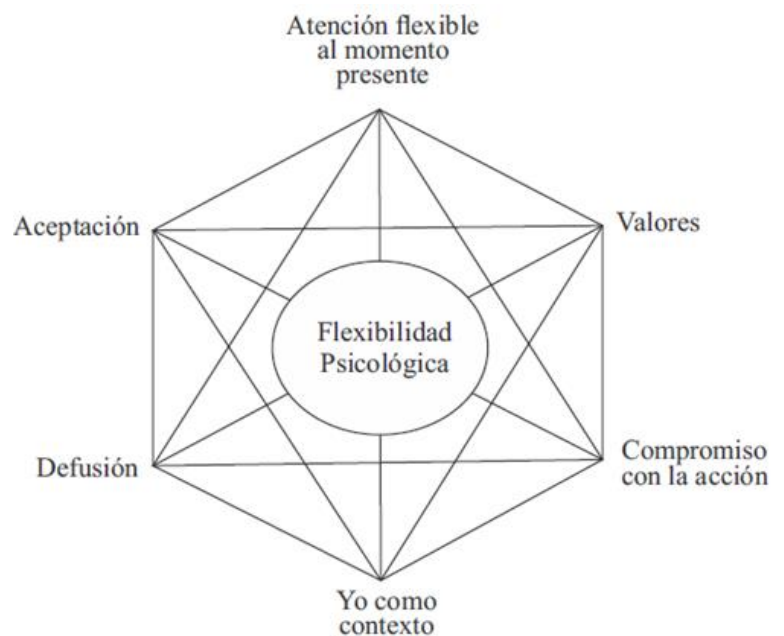 Atención flexible
al momento
presente
Aceptación
Valores
Flexibilidad
Psicológica
Defusión
Compromiso
con la acción
Yo como
contexto